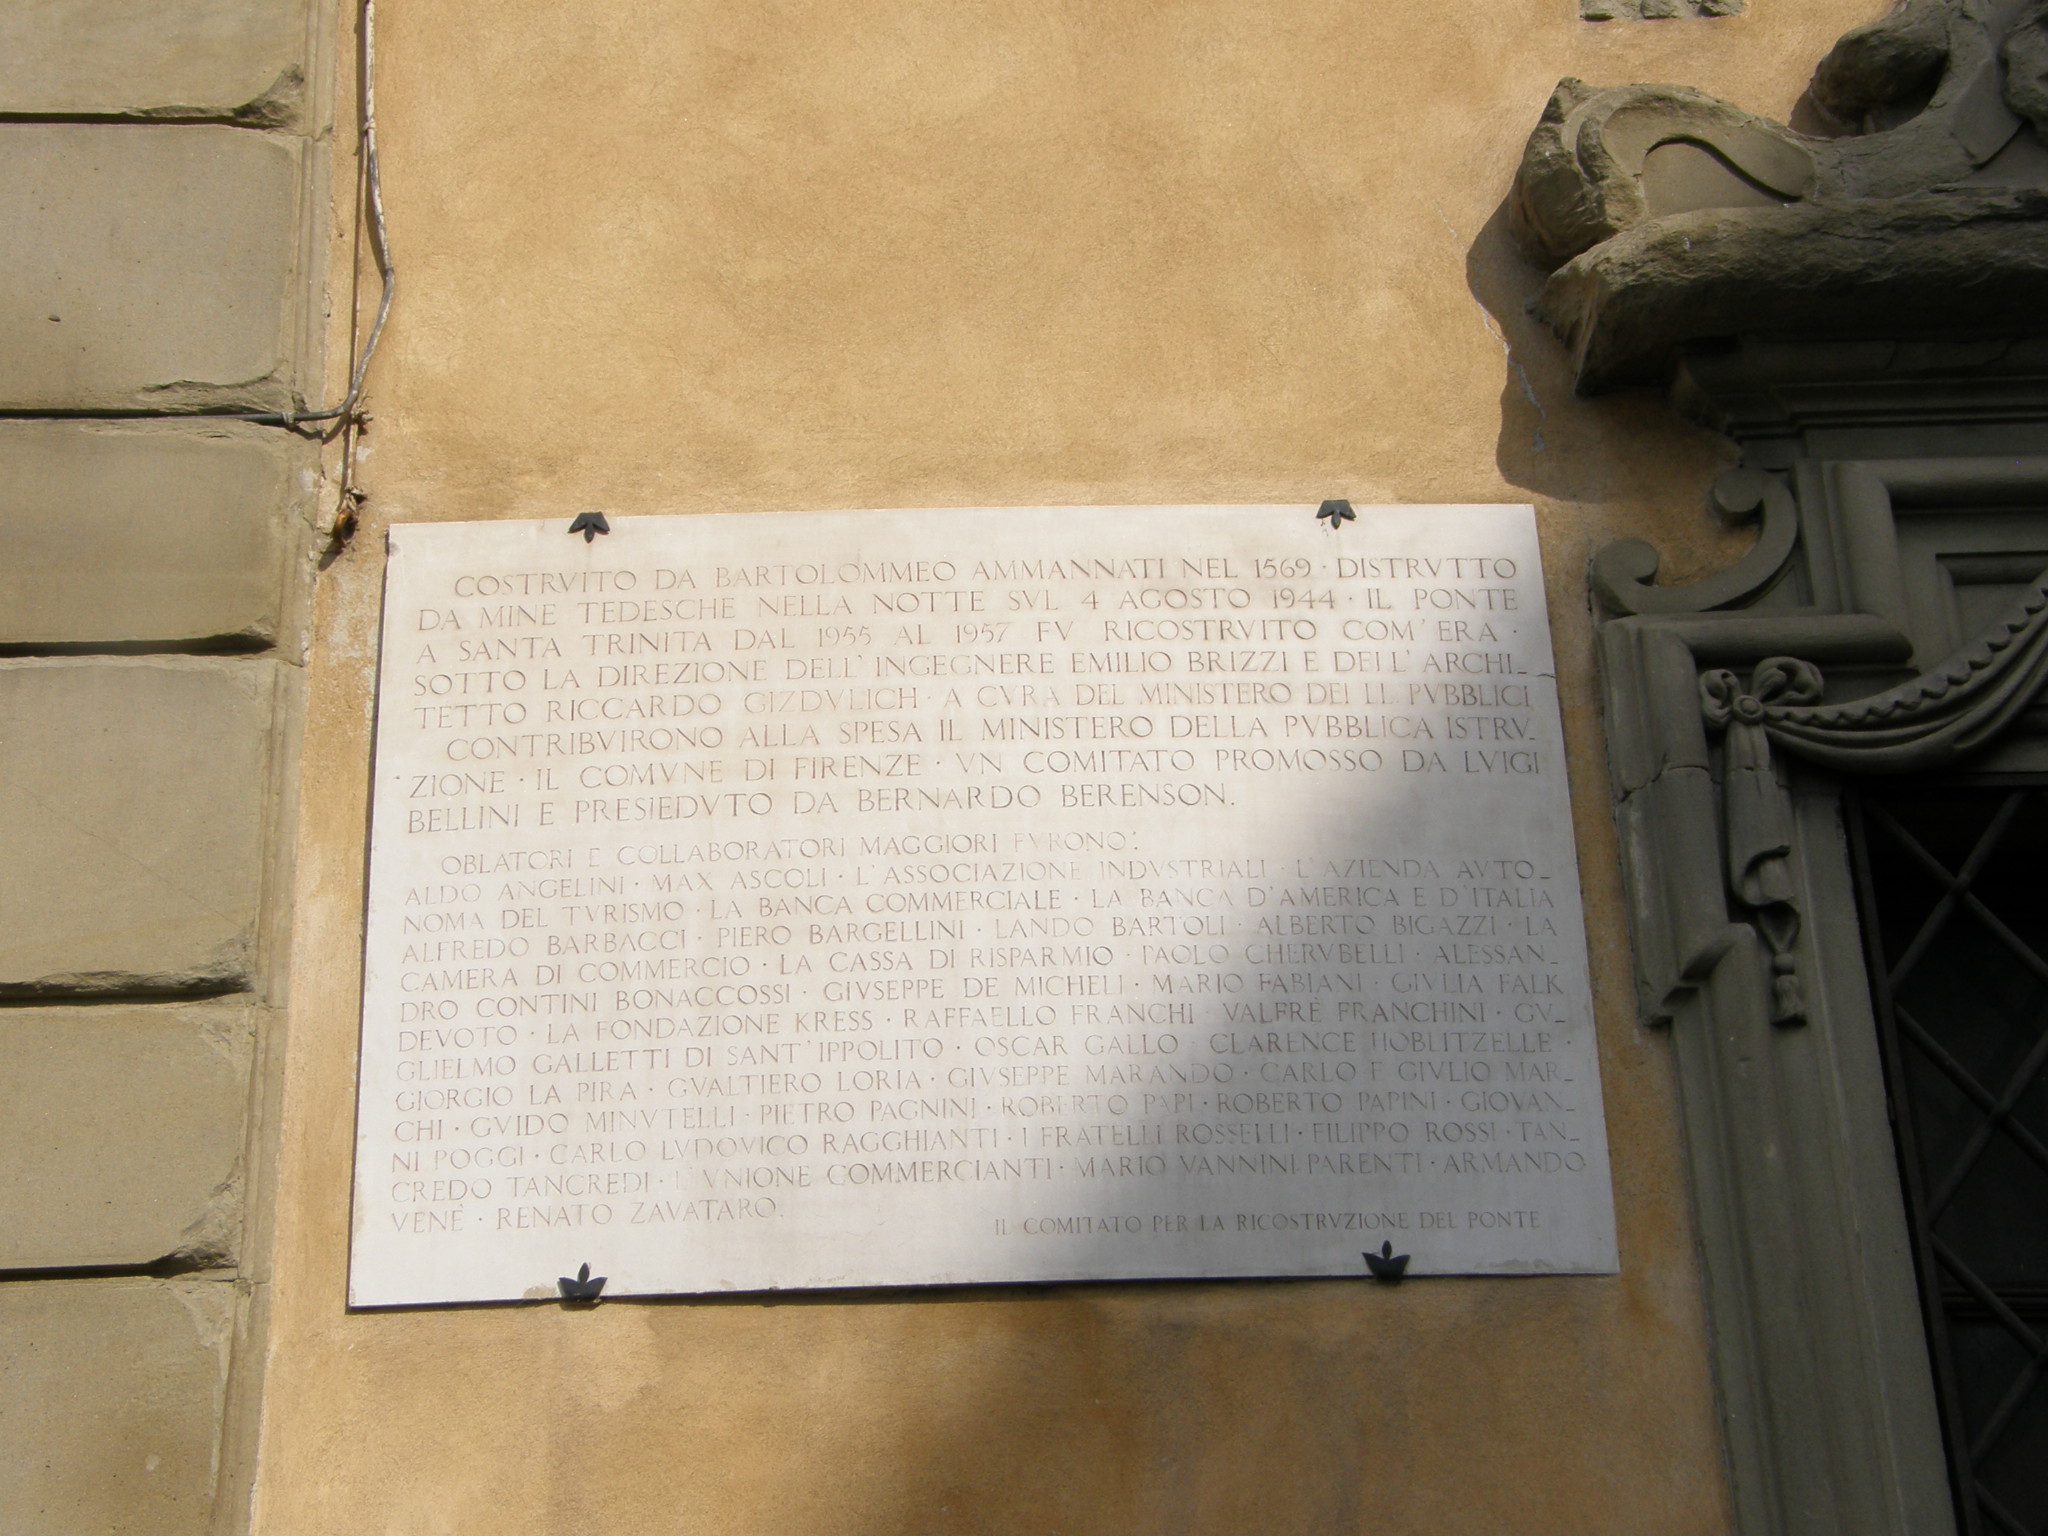 COSTRVITO DA BARTOLOMMEO AMMANNATI NEL 1569 · DISTRVTTO
DA MINE TEDESCHE NELLA NOTTE SVL 4 AGOSTO 1944 · IL PONTE
A SANTA TRINITA DAL 1955 AL 1957 FV RICOSTRVITO COM'ERA ·
SOTTO LA DIREZIONE DELL'INGEGNERE EMILIO BRIZZI E DELL'ARCHI_
TETTO RICCARDO GIZDVLICH · A CVRA DEL MINISTERO DEI LL. PVBBLICI
CONTRIBVIRONO ALLA SPESA IL MINISTERO DELLA PVBBLICA ISTRV_
ZIONE · IL COMVNE DI FIRENZE · VN COMITATO PROMOSSO DA LVIGI
BELLINI E PRESIEDVTO DA BERNARDO BERENSON.
OBLATORI E COLLABORATORI MAGGIORI FVRONO:
ALDO ANGELINI · MAX ASCOLI · L'ASSOCIAZIONE INDVSTRIALI · L'AZIENDA AVTO_
NOMA DEL TVRISMO · LA BANCA COMMERCIALE · LA BANCA D'AMERICA E D'ITALIA
ALFREDO BARBACCI · PIERO BARGELLINI · LANDO BARTOLI · ALBERTO BIGAZZI · LA
CAMERA DI COMMERCIO · LA CASSA DI RISPARMIO · PAOLO CHERVBELLI · ALESSAN_
DRO CONTINI BONACCOSSI · GIVSEPPE DE MICHELI · MARIO FABIANI · GIVLIA FALK
DEVOTO · LA FONDAZIONE KRESS · RAFFAELLO FRANCHI · VALFRÈ FRANCHINI · GV_
GLIELMO GALLETTI DI SANT'IPPOLITO · OSCAR GALLO · CLARENCE HOBLITZELLE ·
GIORGIO LA PIRA · GVALTIERO LORIA · GIVSEPPE MARANDO · CARLO E GIVLIO MAR_
CHI · GVIDO MINVTELLI · PIETRO PAGNINI · ROBERTO PAPI · ROBERTO PAPINI · GIOVAN_
NI POGGI · CARLO LVDOVICO RAGGHIANTI · I FRATELLI ROSSELLI · FILIPPO ROSSI · TAN_
CREDO TANCREDI · L'VNIONE COMMERCIANTI · MARIO VANNINI PARENTI · ARMANDO
VENÈ · RENATO ZAVATARO.
IL COMITATO PER LA RICOSTRVZIONE DEL PONTE